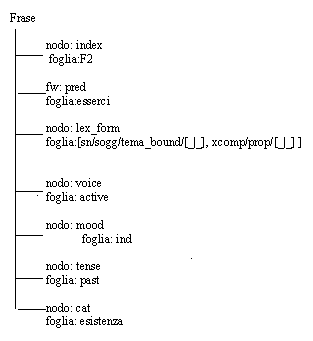 Frase
nodo: index
foglia:F2
fw: pred
foglia:esserci
nodo: lex_form
foglia:[sn/sogg/tema_bound/[_|_], xcomp/prop/[_|_] ]
nodo: voice
foglia: active
nodo: mood
foglia: ind
nodo: tense
foglia: past
nodo: cat
foglia: esistenza